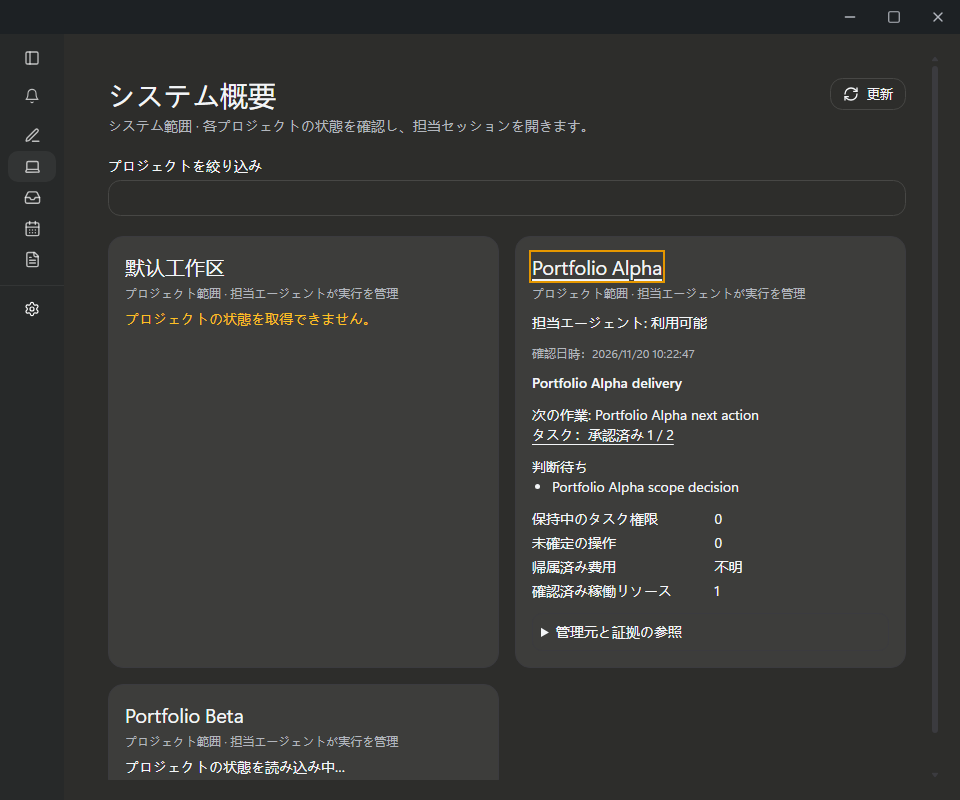 システム概要
更新
システム範囲 · 各プロジェクトの状態を確認し、担当セッションを開きます。
プロジェクトを絞り込み
默认工作区
プロジェクト範囲 · 担当エージェントが実行を管理
プロジェクトの状態を取得できません。
Portfolio Alpha
プロジェクト範囲 · 担当エージェントが実行を管理
担当エージェント: 利用可能
確認日時: 2026/11/20 10:22:47
Portfolio Alpha delivery
次の作業: Portfolio Alpha next action
タスク: 承認済み 1 / 2
判断待ち
• Portfolio Alpha scope decision
保持中のタスク権限 0
未確定の操作 0
帰属済み費用 不明
確認済み稼働リソース 1
▶ 管理元と証拠の参照
Portfolio Beta
プロジェクト範囲 · 担当エージェントが実行を管理
プロジェクトの状態を読み込み中...